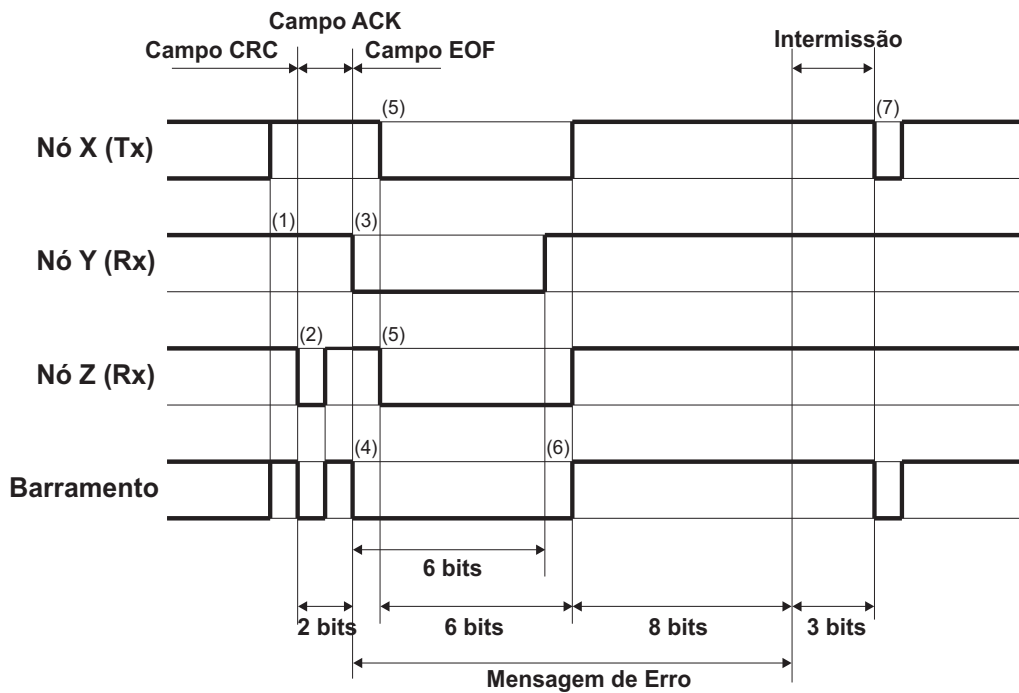 Campo ACK
Campo CRC
Campo EOF
Intermissão
(5)
(7)
Nó X (Tx)
(1)
(3)
Nó Y (Rx)
(2)
(5)
Nó Z (Rx)
(4)
(6)
Barramento
6 bits
2 bits
6 bits
8 bits
3 bits
Mensagem de Erro